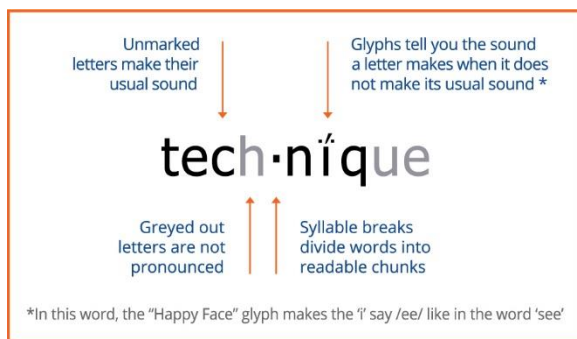 Unmarked
letters make their
usual sound
Glyphs tell you the sound
a letter makes when it does
not make its usual sound *
tech·nique
Greyed out
letters are not
pronounced
Syllable breaks
divide words into
readable chunks
*In this word, the “Happy Face” glyph makes the ‘i’ say /ee/ like in the word ‘see’